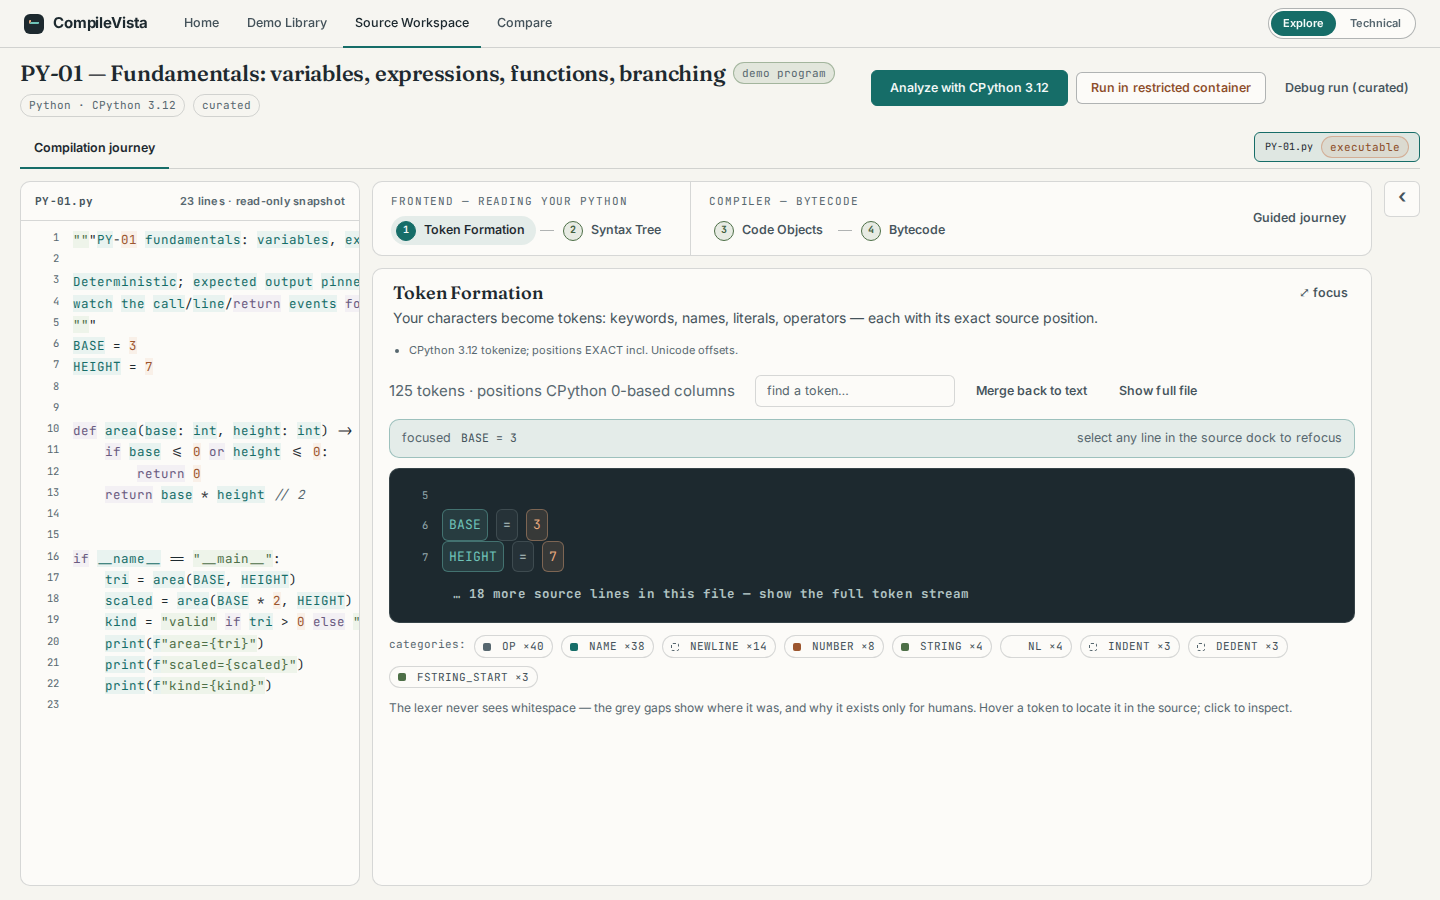 CompileVista
Home
Demo Library
Source Workspace
Compare
Explore
Technical
PY-01 — Fundamentals: variables, expressions, functions, branching
demo program
Python · CPython 3.12
curated
Analyze with CPython 3.12
Run in restricted container
Debug run (curated)
Compilation journey
PY-01.py
executable
PY-01.py
23 lines · read-only snapshot
1 """PY-01 fundamentals: variables, ex
2
3 Deterministic; expected output pinne
4 watch the call/line/return events fo
5 """
6 BASE = 3
7 HEIGHT = 7
8
9
10 def area(base: int, height: int) →
11 if base ⩽ 0 or height ⩽ 0:
12 return 0
13 return base * height // 2
14
15
16 if __name__ == "__main__":
17 tri = area(BASE, HEIGHT)
18 scaled = area(BASE * 2, HEIGHT)
19 kind = "valid" if tri > 0 else "
20 print(f"area={tri}")
21 print(f"scaled={scaled}")
22 print(f"kind={kind}")
23
FRONTEND — READING YOUR PYTHON
1 Token Formation — 2 Syntax Tree
COMPILER — BYTECODE
3 Code Objects — 4 Bytecode
Guided journey
Token Formation
⤢ focus
Your characters become tokens: keywords, names, literals, operators — each with its exact source position.
• CPython 3.12 tokenize; positions EXACT incl. Unicode offsets.
125 tokens · positions CPython 0-based columns
find a token…
Merge back to text
Show full file
focused BASE = 3
select any line in the source dock to refocus
5
6 BASE = 3
7 HEIGHT = 7
… 18 more source lines in this file — show the full token stream
categories: OP ×40 NAME ×38 NEWLINE ×14 NUMBER ×8 STRING ×4 NL ×4 INDENT ×3 DEDENT ×3
FSTRING_START ×3
The lexer never sees whitespace — the grey gaps show where it was, and why it exists only for humans. Hover a token to locate it in the source; click to inspect.